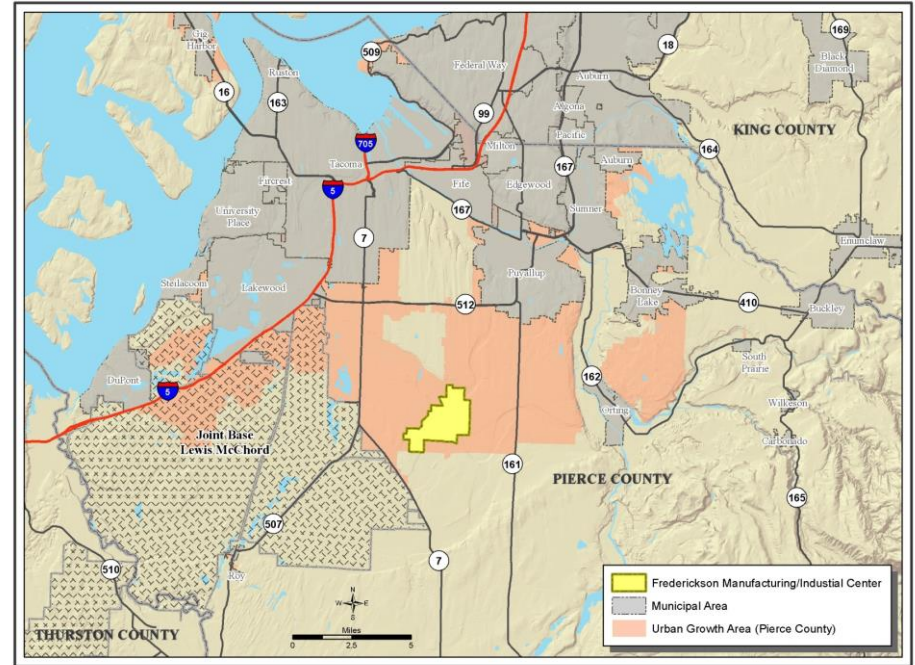 Gig
Harbor
16
Ruston
163
509
Federal Way
18
169
Black
Diamond
99
Auburn
Algona
KING COUNTY
705
Tacoma
Milton
Pacific
164
Fircrest
5
Fife
Edgewood
167
Auburn
University
Place
7
167
Sumner
Enumclaw
Puyallup
Steilacoom
Lakewood
512
Bonney
Lake
410
Buckley
DuPont
5
162
South
Prairie
Orting
Wilkeson
Joint Base
Lewis McChord
Carbonado
161
PIERCE COUNTY
165
507
7
510
Roy
THURSTON COUNTY
N
W E
S
Miles
0 2.5 5
Frederickson Manufacturing/Industial Center
Municipal Area
Urban Growth Area (Pierce County)